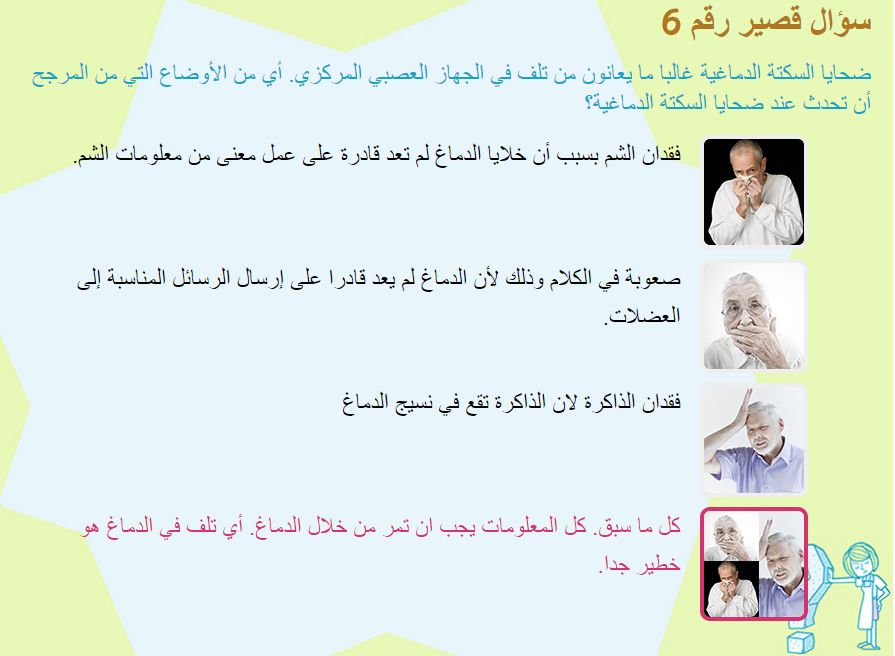 سؤال قصير رقم 6
ضحايا السكتة الدماغية غالبا ما يعانون من تلف في الجهاز العصبي المركزي. أي من الأوضاع التي من المرجح
أن تحدث عند ضحايا السكتة الدماغية؟
فقدان الشم بسبب أن خلايا الدماغ لم تعد قادرة على عمل معنى من معلومات الشم.
صعوبة في الكلام وذلك لأن الدماغ لم يعد قادرا على إرسال الرسائل المناسبة إلى
العضلات.
فقدان الذاكرة لان الذاكرة تقع في نسيج الدماغ
كل ما سبق. كل المعلومات يجب ان تمر من خلال الدماغ. أي تلف في الدماغ هو
خطير جدا.